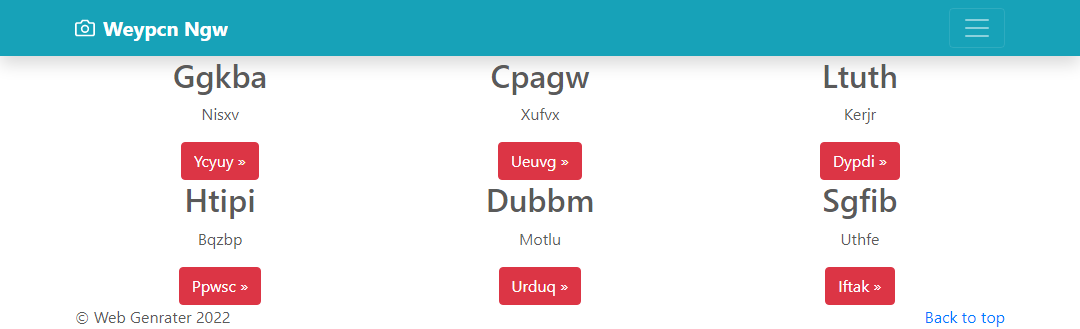 Weypcn Ngw
Ggkba Cpagw Ltuth
Nisxv Xufvx Kerjr
Ycyuy » Ueuvg » Dypdi »
Htipi Dubbm Sgfib
Bqzbp Motlu Uthfe
Ppwsc » Urduq » Iftak »
© Web Genrater 2022 Back to top